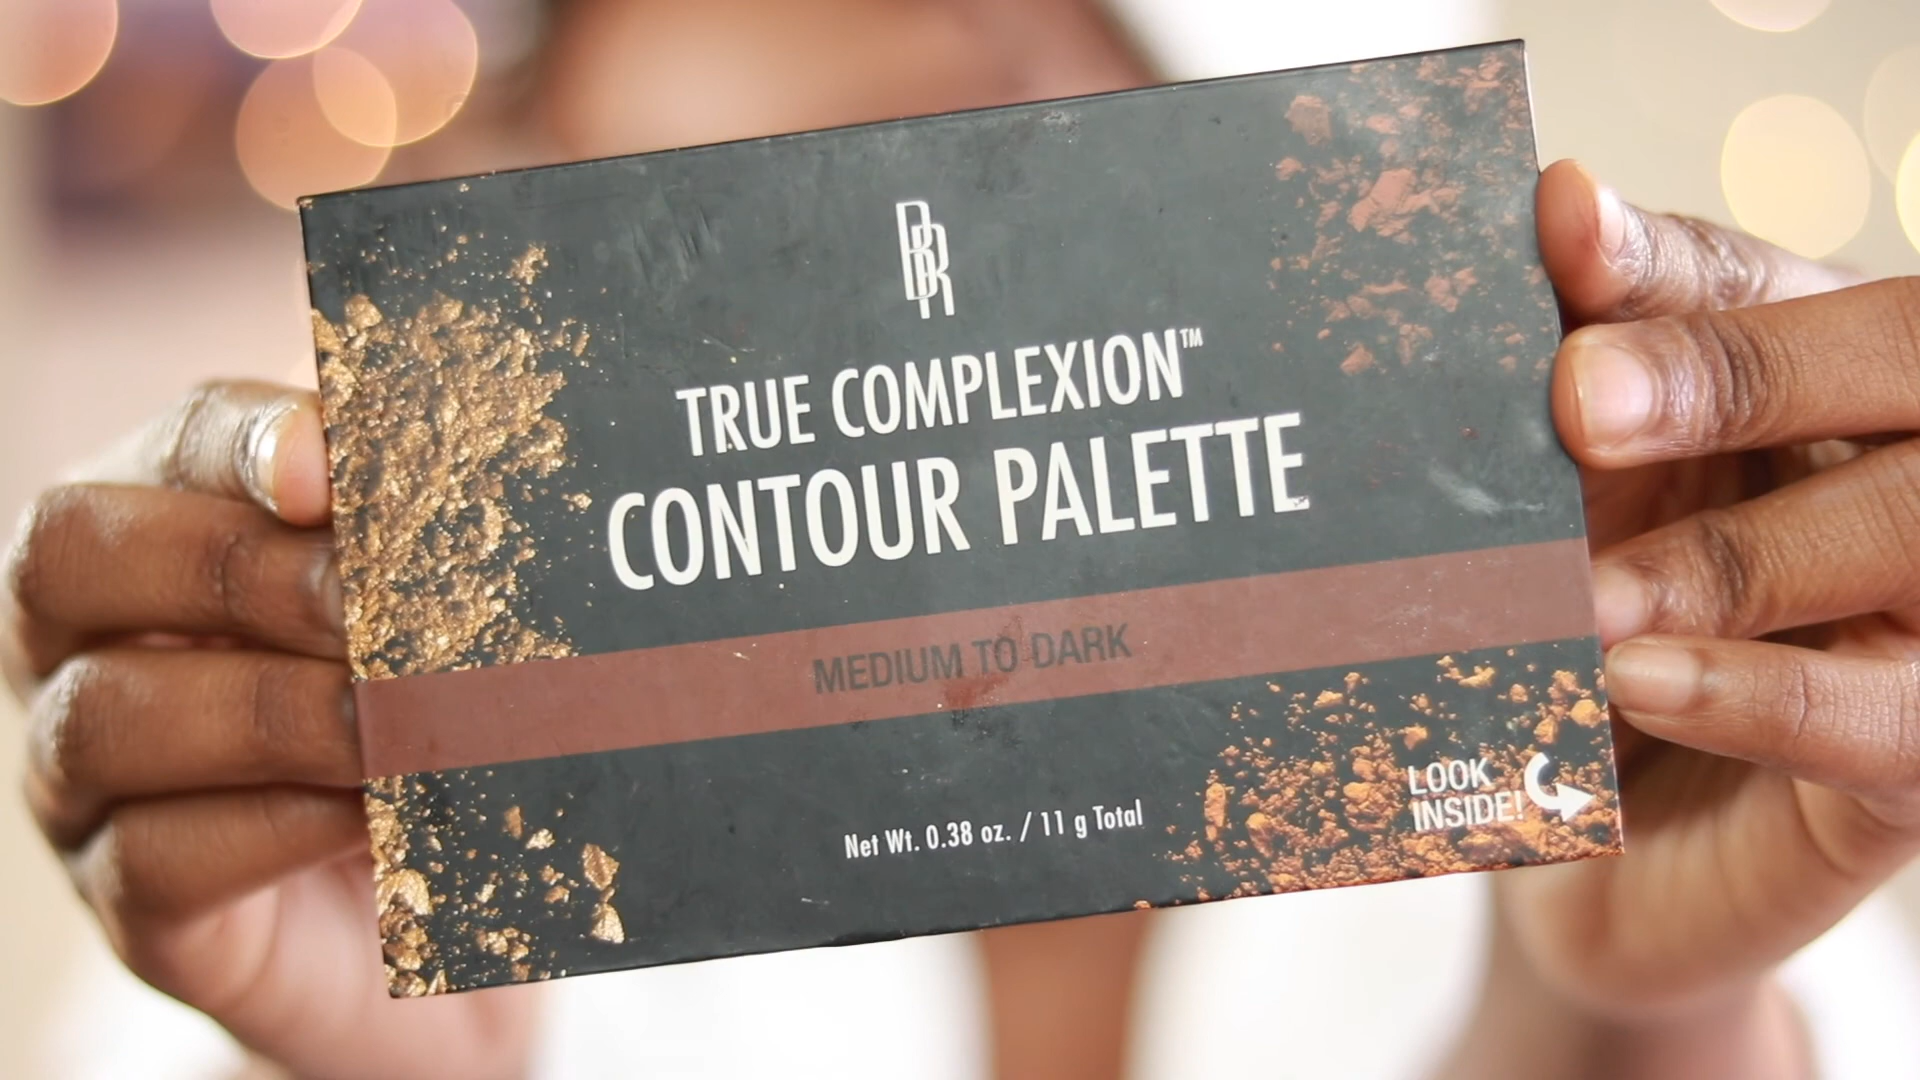 BR
TRUE COMPLEXION™
CONTOUR PALETTE
MEDIUM TO DARK
Net Wt. 0.38 oz. / 11 g Total
LOOK
INSIDE!